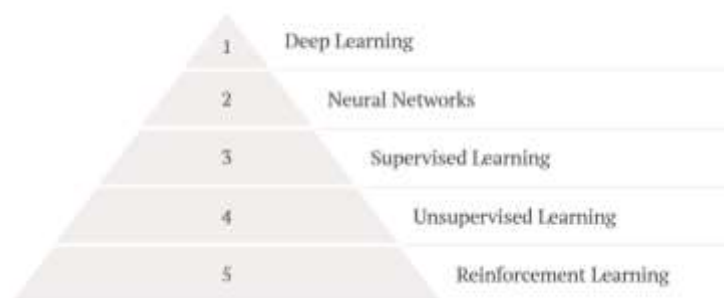 1 Deep Learning
2 Neural Networks
3 Supervised Learning
4 Unsupervised Learning
5 Reinforcement Learning